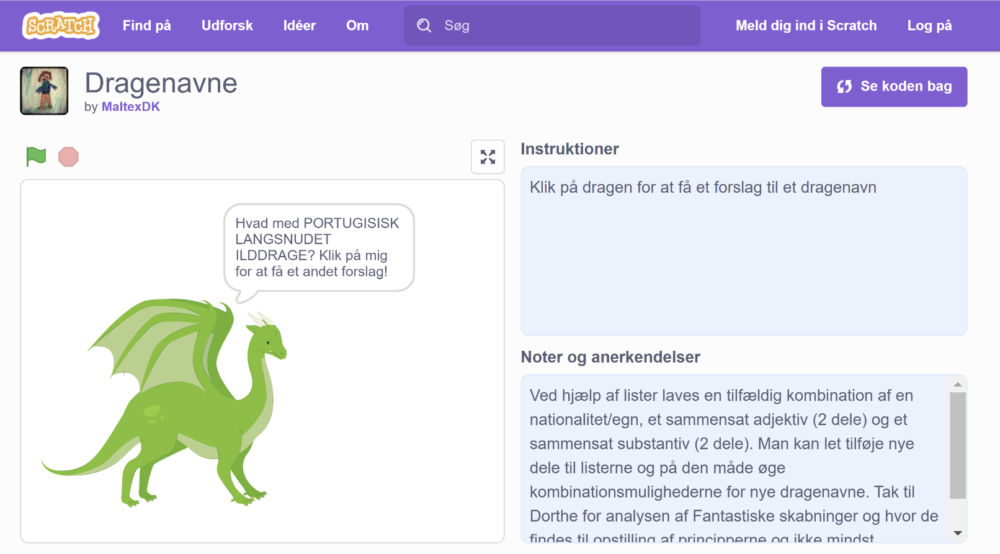 SCRATCH
Find på
Udforsk
Idéer
Om
Søg
Meld dig ind i Scratch
Log på
Dragenavne
by MaltexDK
Se koden bag
Hvad med PORTUGISISK
LANGSNUDET
ILDDRAGE? Klik på mig
for at få et andet forslag!
Instruktioner
Klik på dragen for at få et forslag til et dragenavn
Noter og anerkendelser
Ved hjælp af lister laves en tilfældig kombination af en
nationalitet/egn, et sammensat adjektiv (2 dele) og et
sammensat substantiv (2 dele). Man kan let tilføje nye
dele til listerne og på den måde øge
kombinationsmulighederne for nye dragenavne. Tak til
Dorthe for analysen af Fantastiske skabninger og hvor de
findes til opstilling af principperne og ikke mindst